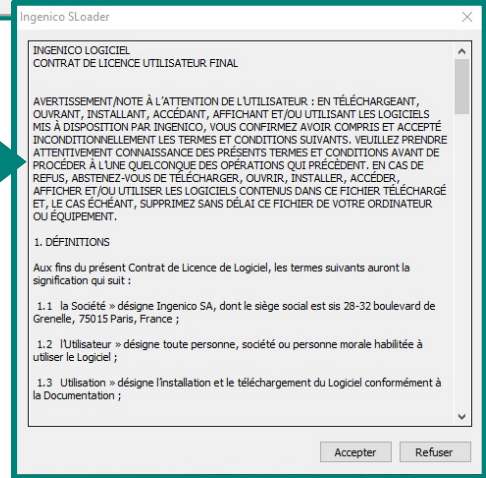 Ingenico SLoader
INGENICO LOGICIEL
CONTRAT DE LICENCE UTILISATEUR FINAL
AVERTISSEMENT/NOTE À L'ATTENTION DE L'UTILISATEUR : EN TÉLÉCHARGEANT,
OUVRANT, INSTALLANT, ACCÉDANT, AFFICHANT ET/OU UTILISANT LES LOGICIELS
MIS À DISPOSITION PAR INGENICO, VOUS CONFIRMEZ AVOIR COMPRIS ET ACCEPTÉ
INCONDITIONNELLEMENT LES TERMES ET CONDITIONS SUIVANTS. VEUILLEZ PRENDRE
ATTENTIVEMENT CONNAISSANCE DES PRÉSENTS TERMES ET CONDITIONS AVANT DE
PROCÉDER À L'UNE QUELCONQUE DES OPÉRATIONS QUI PRÉCÈDENT. EN CAS DE
REFUS, ABSTENEZ-VOUS DE TÉLÉCHARGER, OUVRIR, INSTALLER, ACCÉDER,
AFFICHER ET/OU UTILISER LES LOGICIELS CONTENUS DANS CE FICHIER TÉLÉCHARGÉ
ET, LE CAS ÉCHÉANT, SUPPRIMEZ SANS DÉLAI CE FICHIER DE VOTRE ORDINATEUR
OU ÉQUIPEMENT.
1. DÉFINITIONS
Aux fins du présent Contrat de Licence de Logiciel, les termes suivants auront la
signification qui suit :
1.1 la Société » désigne Ingenico SA, dont le siège social est sis 28-32 boulevard de
Grenelle, 75015 Paris, France ;
1.2 l'Utilisateur » désigne toute personne, société ou personne morale habilitée à
utiliser le Logiciel ;
1.3 Utilisation » désigne l'installation et le téléchargement du Logiciel conformément à
la Documentation ;
Accepter Refuser